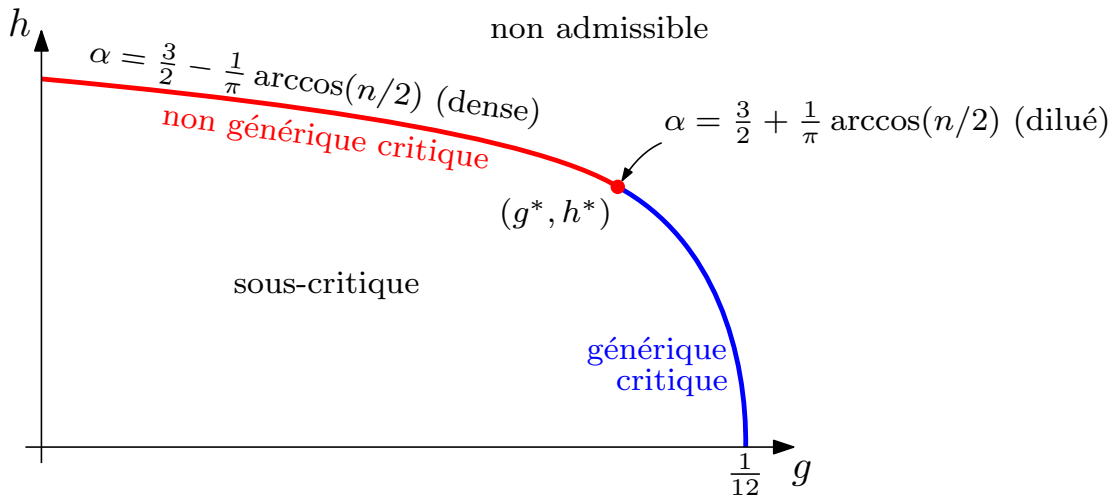 h
non admissible
α = 3/2 − 1/π arccos(n/2) (dense)
non générique critique
α = 3/2 + 1/π arccos(n/2) (dilué)
(g*, h*)
sous-critique
générique
critique
1/12
g